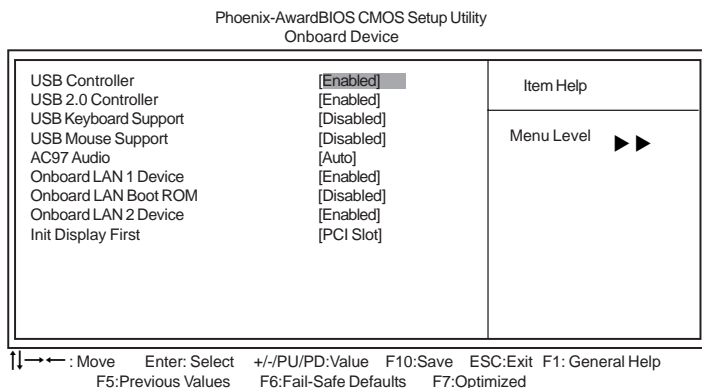 Phoenix-AwardBIOS CMOS Setup Utility
Onboard Device
USB Controller [Enabled]
USB 2.0 Controller [Enabled]
USB Keyboard Support [Disabled]
USB Mouse Support [Disabled]
AC97 Audio [Auto]
Onboard LAN 1 Device [Enabled]
Onboard LAN Boot ROM [Disabled]
Onboard LAN 2 Device [Enabled]
Init Display First [PCI Slot]
Item Help
Menu Level ▶▶
↑↓→← : Move Enter: Select +/-/PU/PD:Value F10:Save ESC:Exit F1: General Help
F5:Previous Values F6:Fail-Safe Defaults F7:Optimized